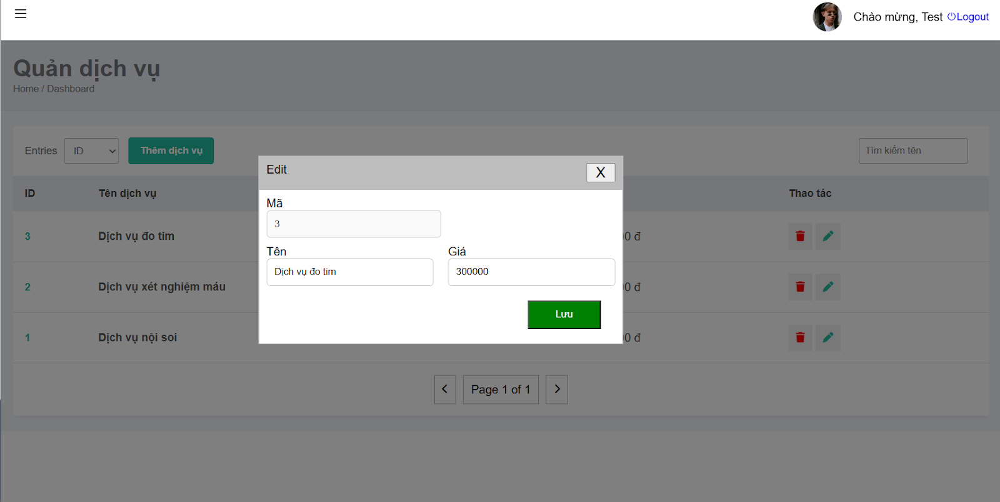 Chào mừng, Test Logout
Quản dịch vụ
Home / Dashboard
Entries ID Thêm dịch vụ Tìm kiếm tên
Edit X
ID Tên dịch vụ Thao tác
Mã
3
3 Dịch vụ đo tim 0 đ
Tên Giá
Dịch vụ đo tim 300000
2 Dịch vụ xét nghiệm máu 0 đ
Lưu
1 Dịch vụ nội soi 0 đ
Page 1 of 1